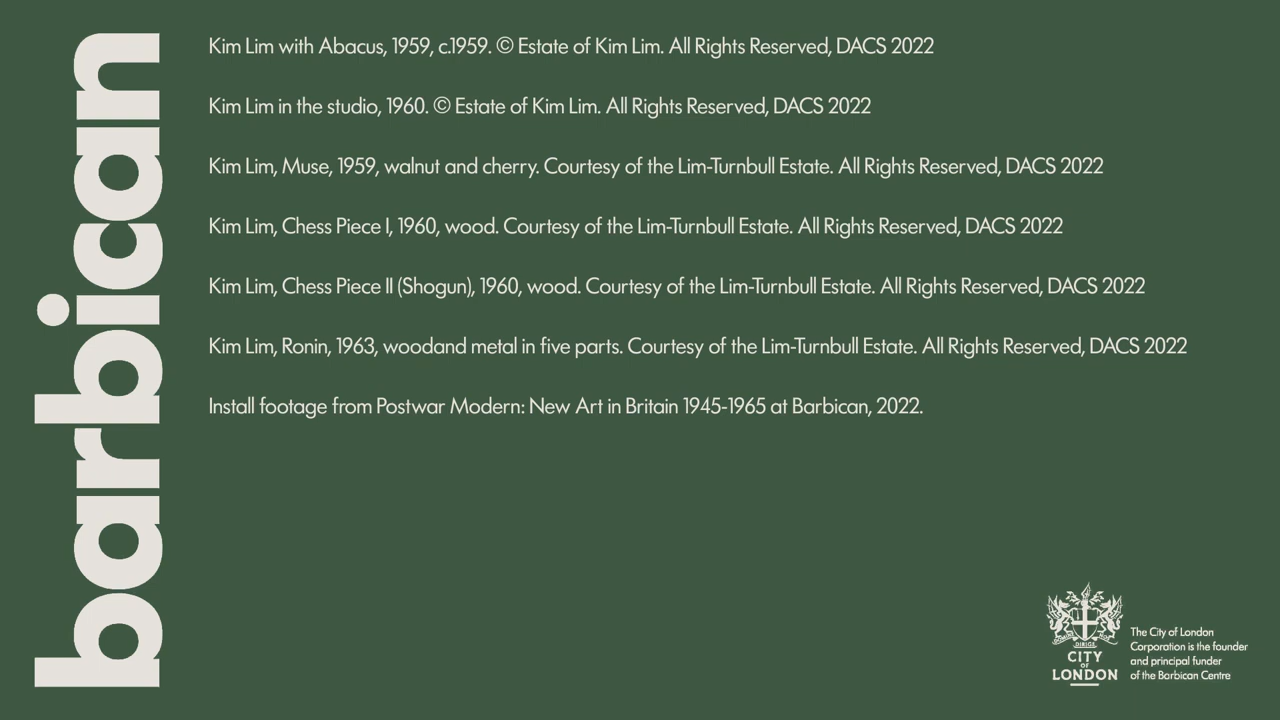 barbican
Kim Lim with Abacus, 1959, c.1959. © Estate of Kim Lim. All Rights Reserved, DACS 2022
Kim Lim in the studio, 1960. © Estate of Kim Lim. All Rights Reserved, DACS 2022
Kim Lim, Muse, 1959, walnut and cherry. Courtesy of the Lim-Turnbull Estate. All Rights Reserved, DACS 2022
Kim Lim, Chess Piece I, 1960, wood. Courtesy of the Lim-Turnbull Estate. All Rights Reserved, DACS 2022
Kim Lim, Chess Piece II (Shogun), 1960, wood. Courtesy of the Lim-Turnbull Estate. All Rights Reserved, DACS 2022
Kim Lim, Ronin, 1963, woodand metal in five parts. Courtesy of the Lim-Turnbull Estate. All Rights Reserved, DACS 2022
Install footage from Postwar Modern: New Art in Britain 1945-1965 at Barbican, 2022.
DIRIGE
CITY
OF
LONDON
The City of London
Corporation is the founder
and principal funder
of the Barbican Centre